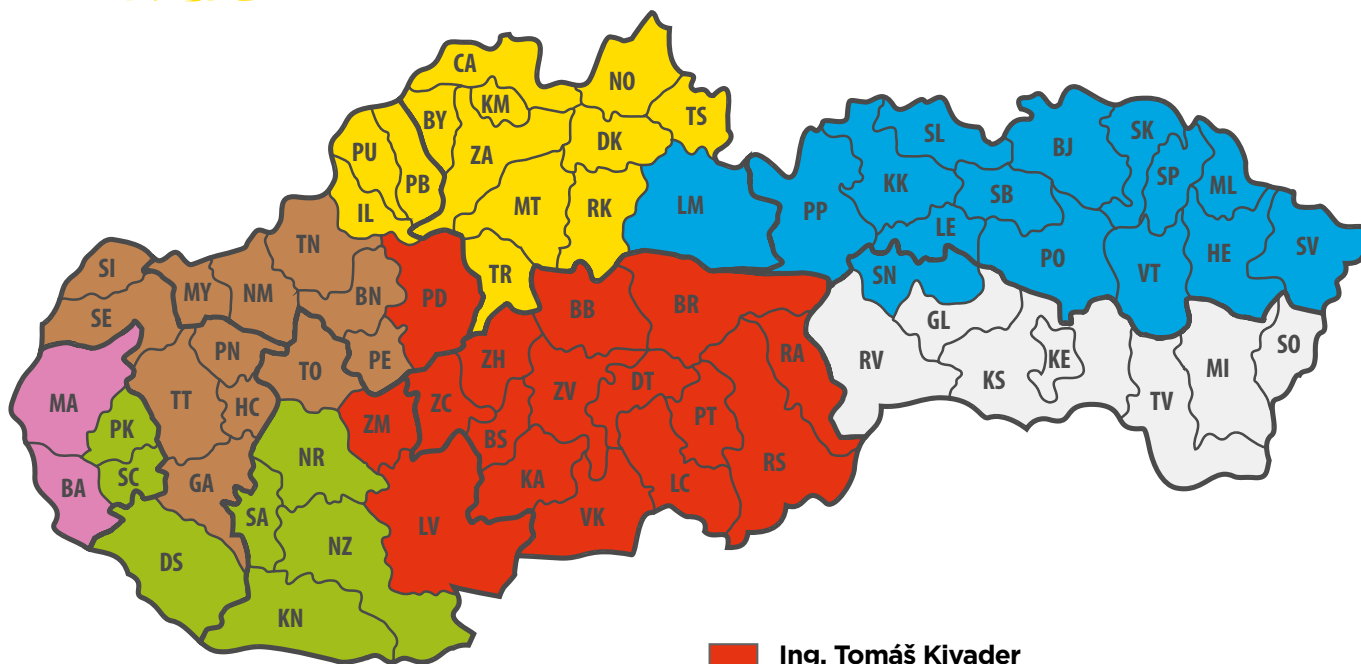 CA
NO
KM
TS
BY
DK
ZA
PU
PB
IL
MT
RK
TR
LM
SL
BJ
SK
SP
ML
KK
SB
PP
LE
HE
SV
PO
VT
SN
TN
SI
MY
NM
BN
SE
PN
TO
PE
TT
HC
GA
MA
BA
PK
SC
NR
SA
NZ
DS
KN
PD
BB
BR
RA
ZH
ZC
ZV
DT
PT
ZM
BS
KA
RS
LC
VK
LV
GL
RV
KS
KE
SO
MI
TV
Ing. Tomáš Kivader